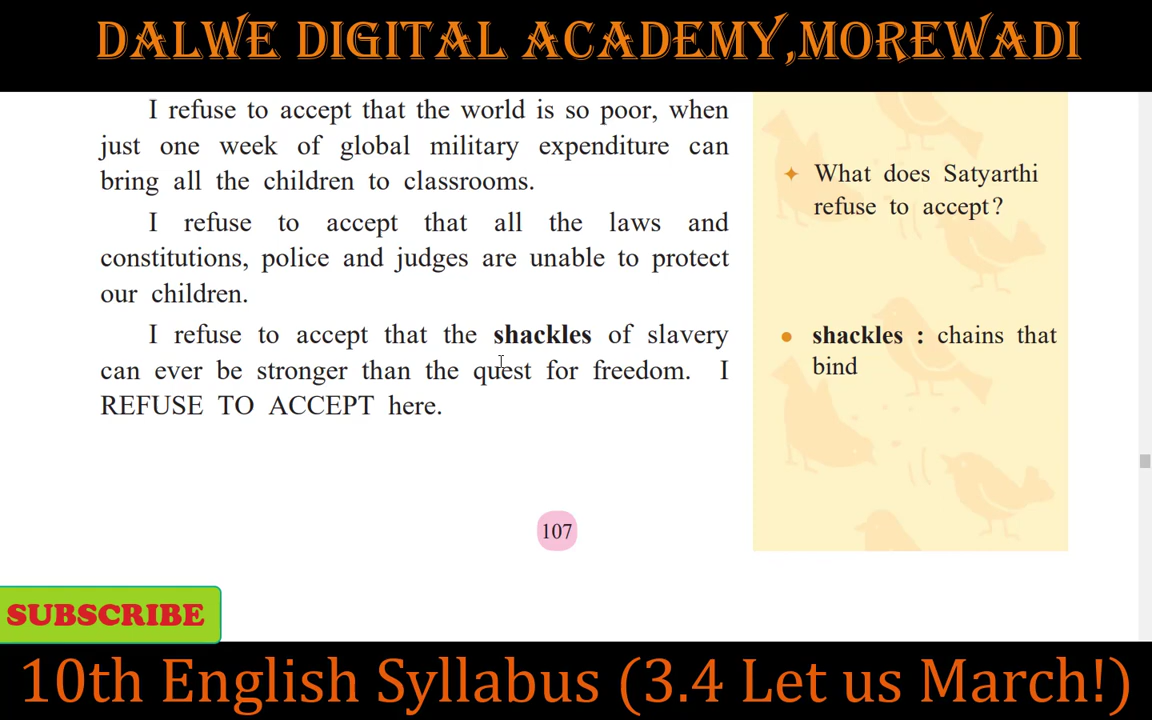 DALWE DIGITAL ACADEMY,MOREWADI
I refuse to accept that the world is so poor, when
just one week of global military expenditure can
bring all the children to classrooms.
I refuse to accept that all the laws and
constitutions, police and judges are unable to protect
our children.
I refuse to accept that the shackles of slavery
can ever be stronger than the quest for freedom. I
REFUSE TO ACCEPT here.
What does Satyarthi
refuse to accept?
shackles : chains that
bind
107
SUBSCRIBE
10th English Syllabus (3.4 Let us March!)